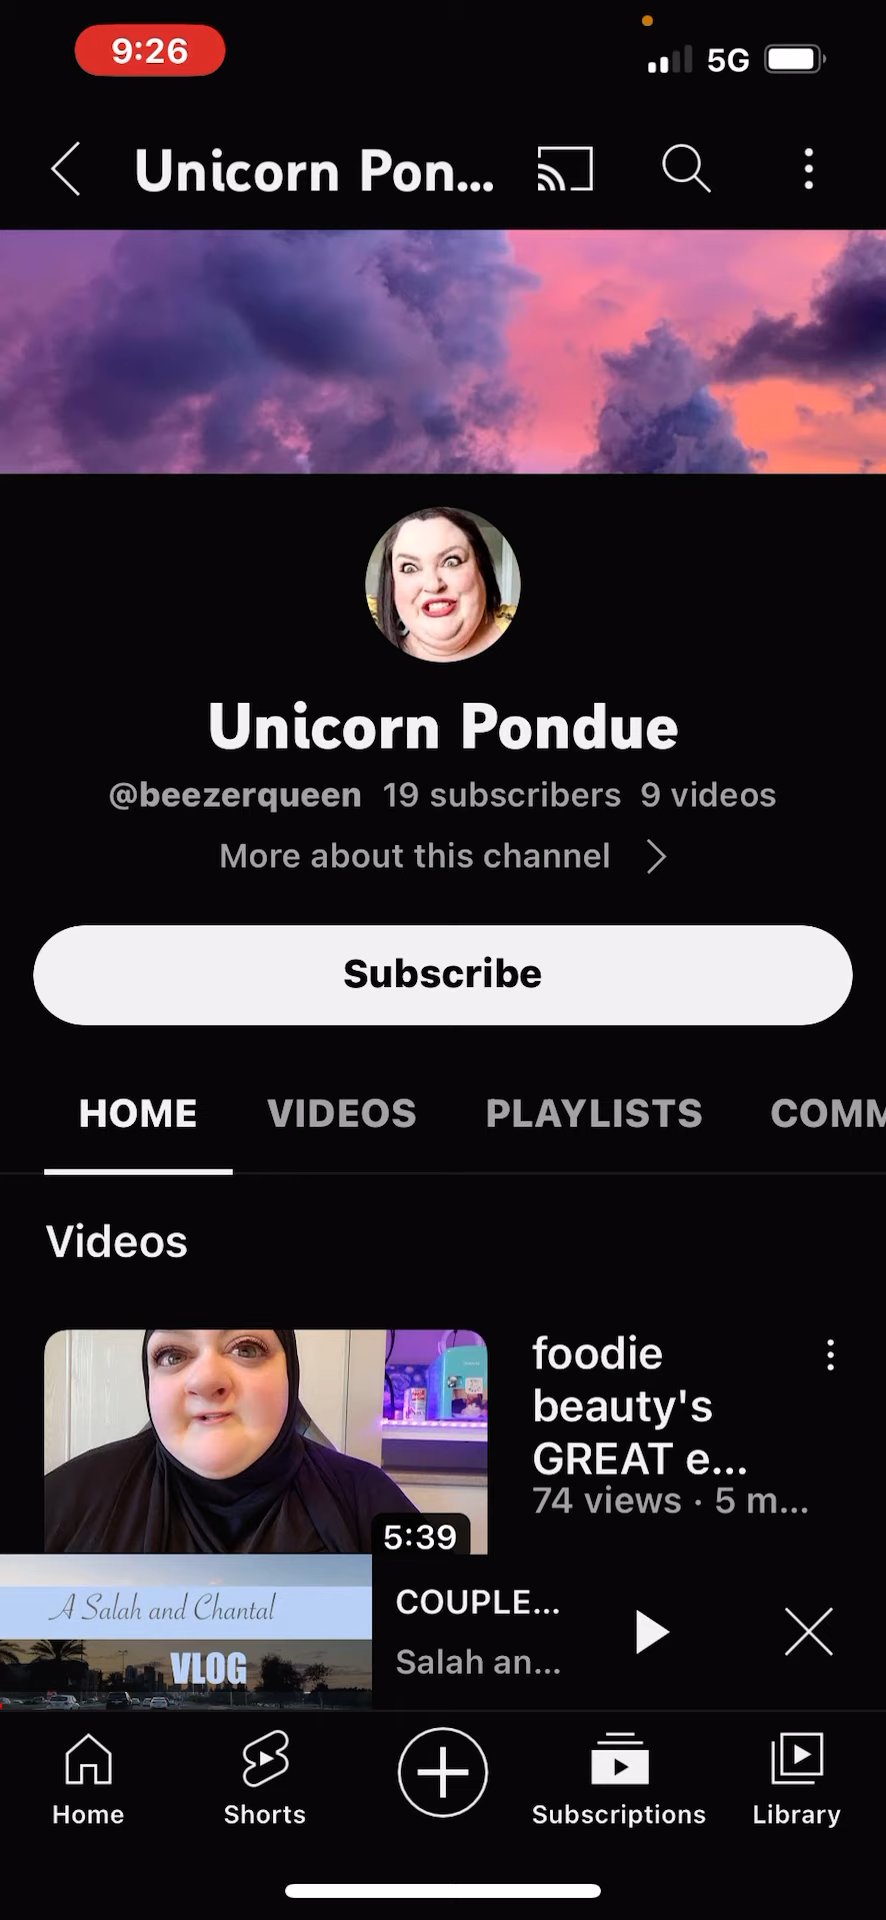 9:26
5G
Unicorn Pon...
Unicorn Pondue
@beezerqueen 19 subscribers 9 videos
More about this channel
Subscribe
HOME VIDEOS PLAYLISTS COMM
Videos
foodie
beauty's
GREAT e...
74 views · 5 m...
5:39
A Salah and Chantal
VLOG
COUPLE...
Salah an...
Home Shorts Subscriptions Library